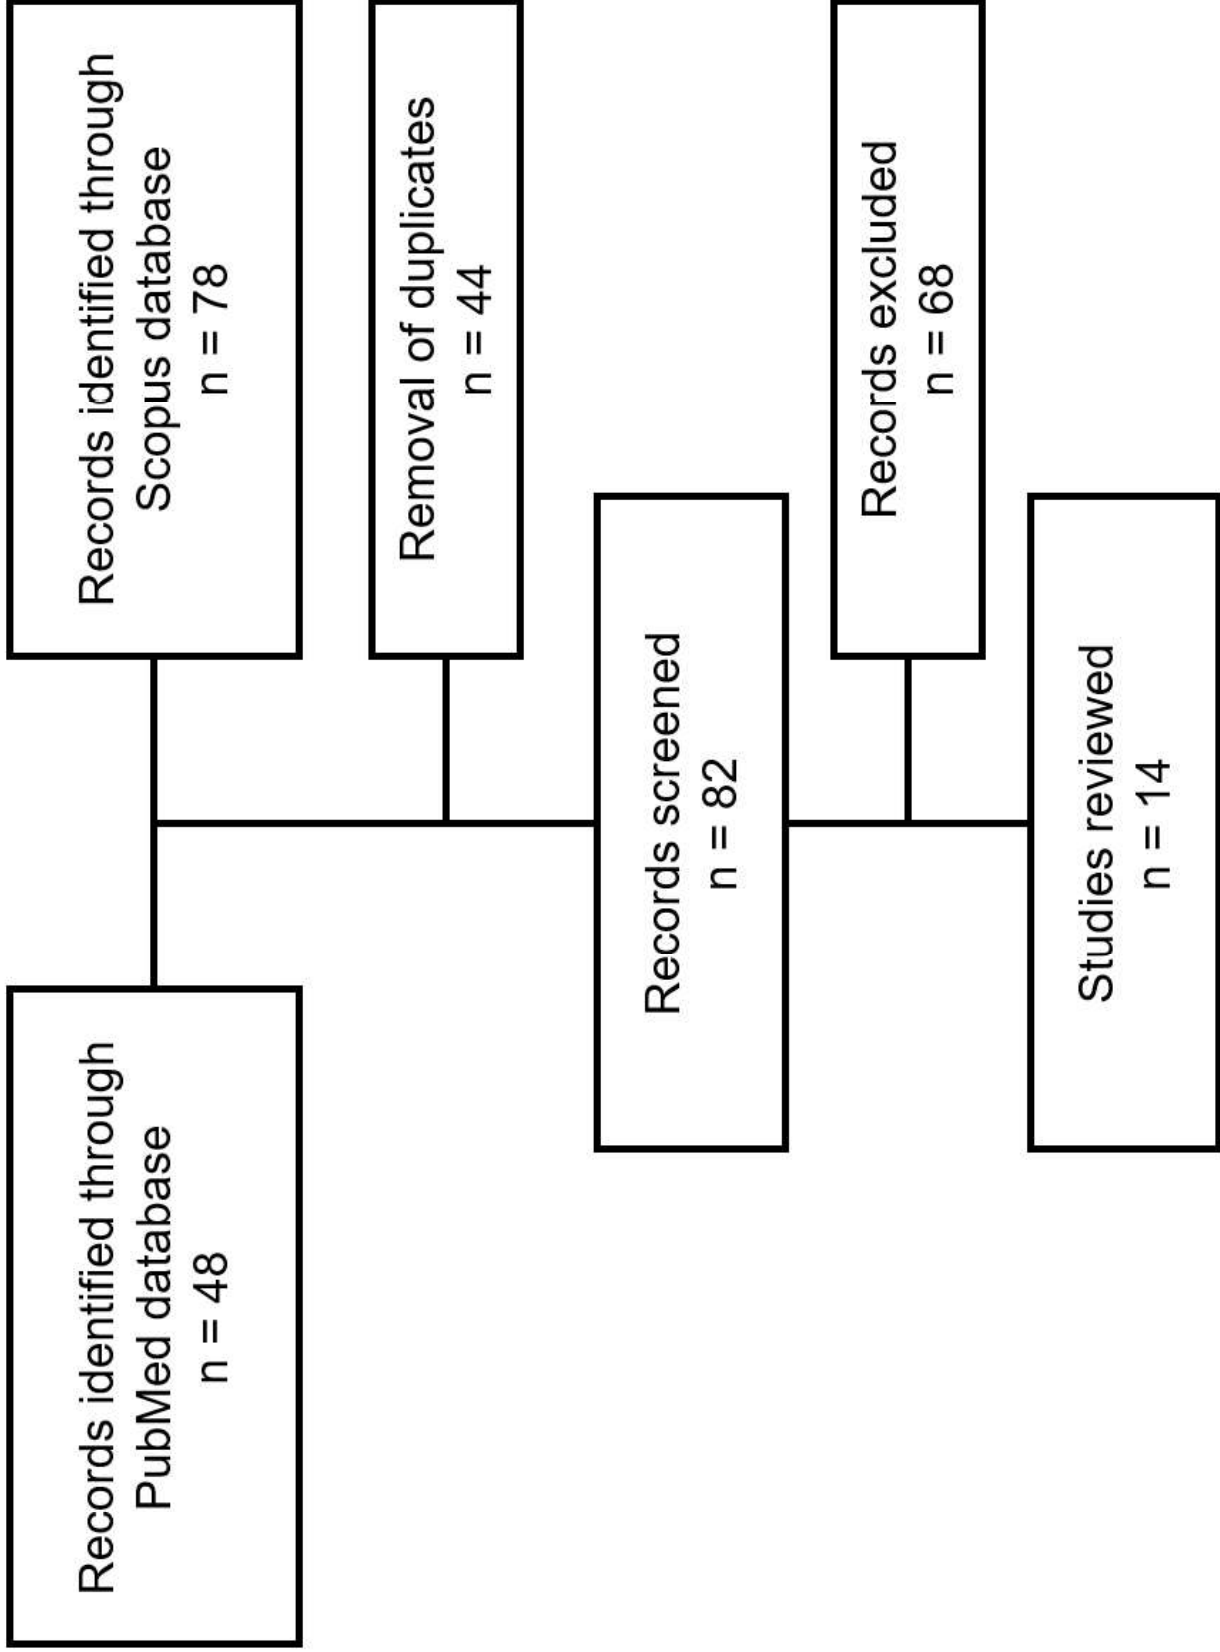 Records identified through
PubMed database
n = 48
Records identified through
Scopus database
n = 78
Removal of duplicates
n = 44
Records screened
n = 82
Records excluded
n = 68
Studies reviewed
n = 14